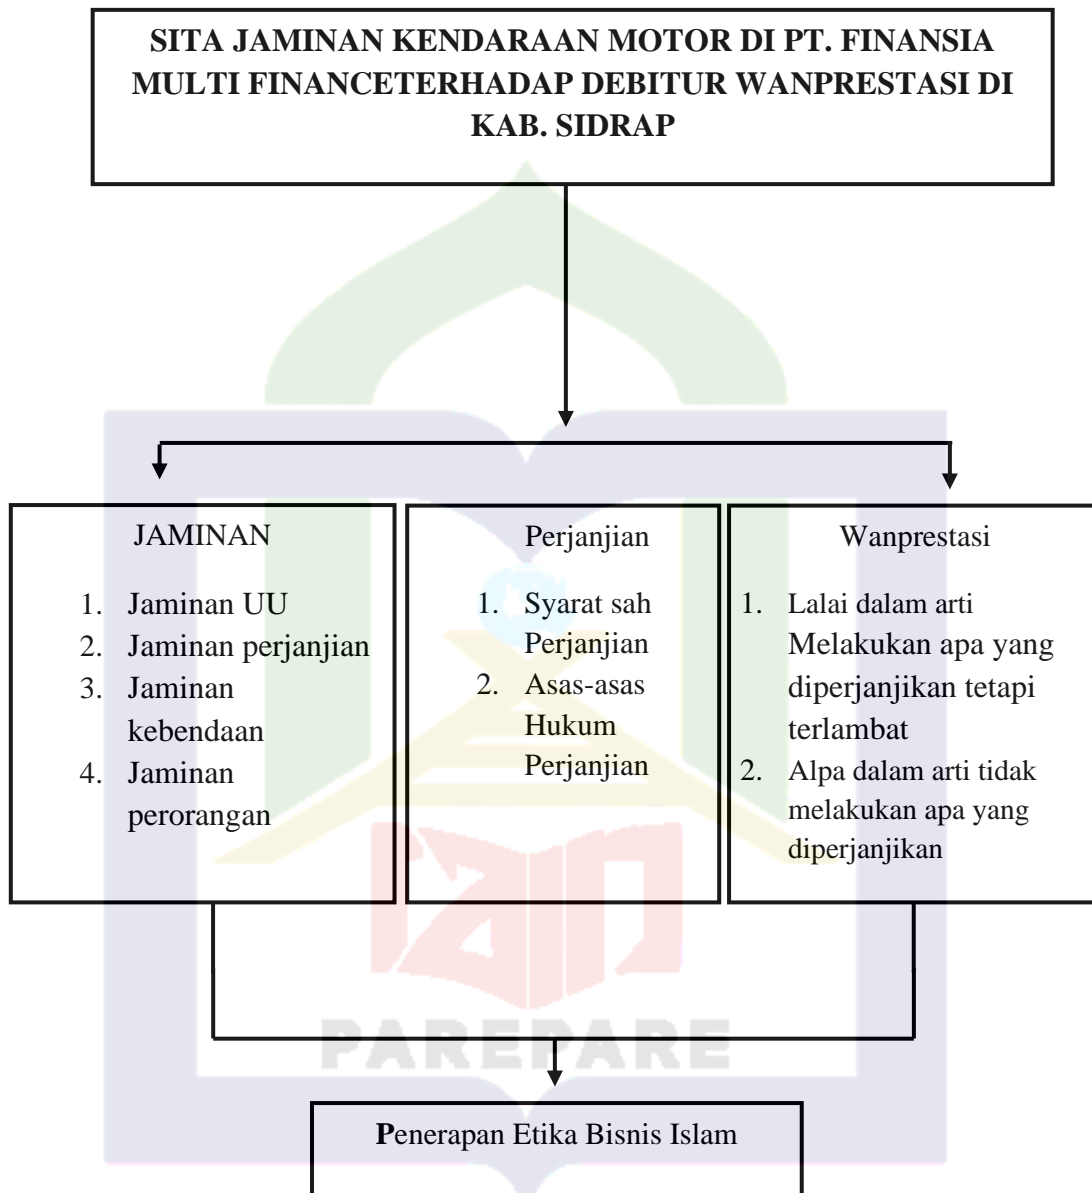 SITA JAMINAN KENDARAAN MOTOR DI PT. FINANSIA
MULTI FINANCETERHADAP DEBITUR WANPRESTASI DI
KAB. SIDRAP
JAMINAN
1. Jaminan UU
2. Jaminan perjanjian
3. Jaminan
kebendaan
4. Jaminan
perorangan
Perjanjian
1. Syarat sah
Perjanjian
2. Asas-asas
Hukum
Perjanjian
Wanprestasi
1. Lalai dalam arti
Melakukan apa yang
diperjanjikan tetapi
terlambat
2. Alpa dalam arti tidak
melakukan apa yang
diperjanjikan
PAREPARE
Penerapan Etika Bisnis Islam